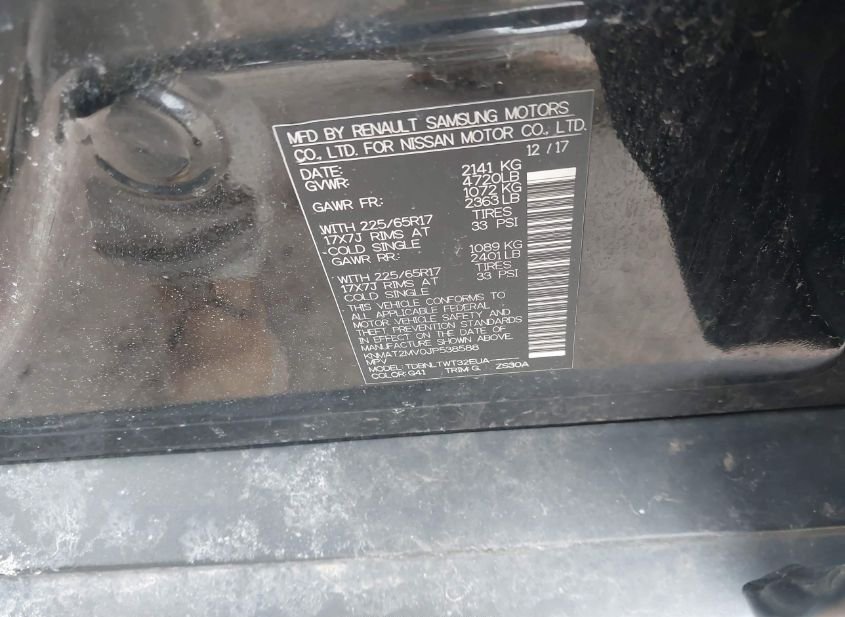 MFD BY RENAULT SAMSUNG MOTORS
CO., LTD. FOR NISSAN MOTOR CO., LTD.
DATE: 12 / 17
GVWR: 2141 KG
4720LB
GAWR FR: 1072 KG
2363 LB
WITH 225/65R17 TIRES
17X7J RIMS AT 33 PSI
COLD SINGLE
GAWR RR: 1089 KG
2401 LB
WITH 225/65R17 TIRES
17X7J RIMS AT 33 PSI
COLD SINGLE
THIS VEHICLE CONFORMS TO
ALL APPLICABLE FEDERAL
MOTOR VEHICLE SAFETY AND
THEFT PREVENTION STANDARDS
IN EFFECT ON THE DATE OF
MANUFACTURE SHOWN ABOVE.
KNMAT2MV0JP538588
MPV
MODEL: TDBNLTWT32EUA
COLOR: G41 TRIM: G ZS30A